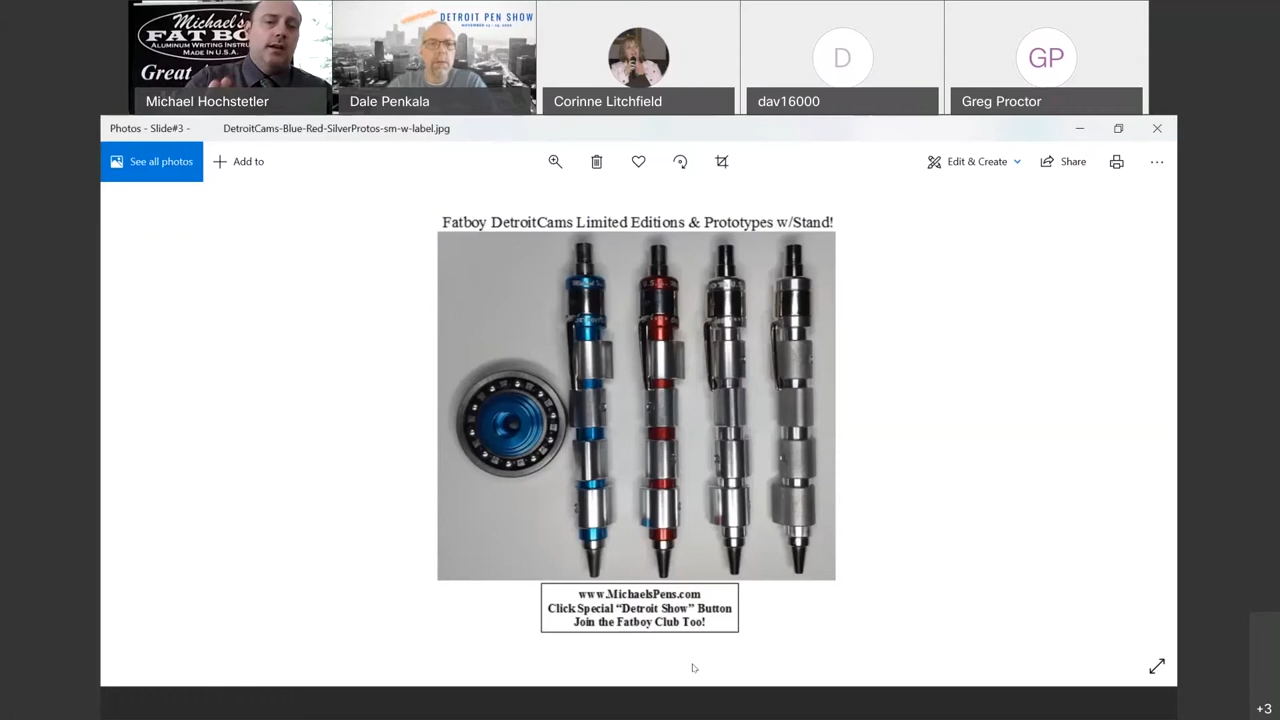 Michael's
FAT BO
ALUMINUM WRITING INSTR
MADE IN U.S.A.
Great
DETROIT PEN SHOW
Michael Hochstetler
Dale Penkala
Corinne Litchfield
D
dav16000
GP
Greg Proctor
Photos - Slide#3 - DetroitCams-Blue-Red-SilverProtos-sm-w-label.jpg
See all photos
Add to
Edit & Create
Share
Fatboy DetroitCams Limited Editions & Prototypes w/Stand!
www.MichaelsPens.com
Click Special “Detroit Show” Button
Join the Fatboy Club Too!
+3